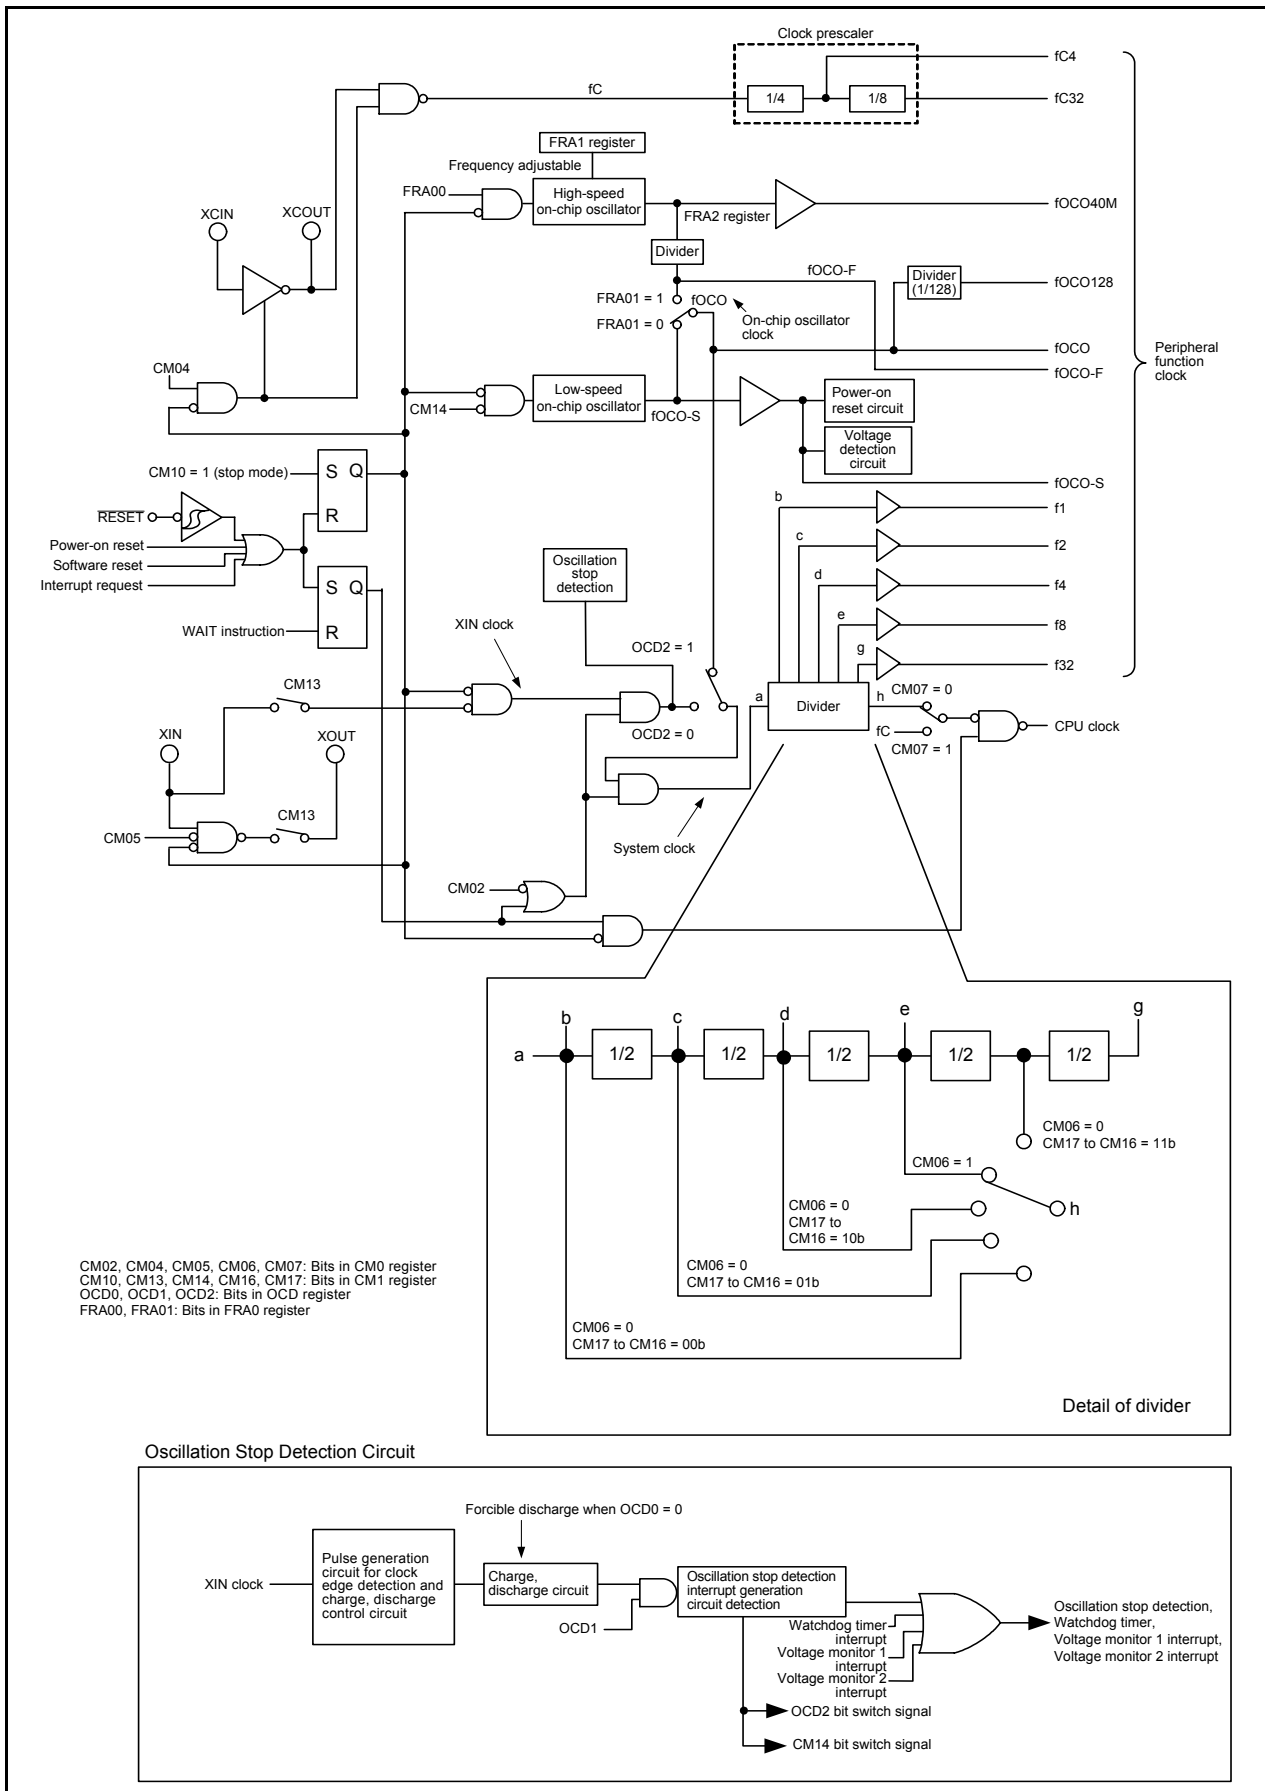 Clock prescaler
fC4
fC
1/4
1/8
fC32
FRA1 register
Frequency adjustable
FRA00
High-speed
on-chip oscillator
FRA2 register
fOCO40M
XCIN
XCOUT
Divider
fOCO-F
Divider
(1/128)
fOCO128
FRA01 = 1
fOCO
FRA01 = 0
On-chip oscillator
clock
fOCO
Peripheral
function
clock
fOCO-F
CM04
Low-speed
on-chip oscillator
CM14
fOCO-S
Power-on
reset circuit
Voltage
detection
circuit
CM10 = 1 (stop mode)
S Q
R
fOCO-S
RESET
b
f1
Power-on reset
Software reset
Interrupt request
c
f2
Oscillation
stop
detection
d
f4
S Q
R
WAIT instruction
e
f8
XIN clock
OCD2 = 1
g
f32
CM13
a
Divider
h
CM07 = 0
OCD2 = 0
fC
CM07 = 1
CPU clock
XIN
XOUT
CM13
CM05
System clock
CM02
a
b
1/2
c
1/2
d
1/2
e
1/2
1/2
g
CM06 = 0
CM17 to CM16 = 11b
CM06 = 1
h
CM06 = 0
CM17 to
CM16 = 10b
CM06 = 0
CM17 to CM16 = 01b
CM06 = 0
CM17 to CM16 = 00b
Detail of divider
CM02, CM04, CM05, CM06, CM07: Bits in CM0 register
CM10, CM13, CM14, CM16, CM17: Bits in CM1 register
OCD0, OCD1, OCD2: Bits in OCD register
FRA00, FRA01: Bits in FRA0 register
Oscillation Stop Detection Circuit
Forcible discharge when OCD0 = 0
XIN clock
Pulse generation
circuit for clock
edge detection and
charge, discharge
control circuit
Charge,
discharge circuit
OCD1
Oscillation stop detection
interrupt generation
circuit detection
Watchdog timer
interrupt
Voltage monitor 1
interrupt
Voltage monitor 2
interrupt
Oscillation stop detection,
Watchdog timer,
Voltage monitor 1 interrupt,
Voltage monitor 2 interrupt
OCD2 bit switch signal
CM14 bit switch signal